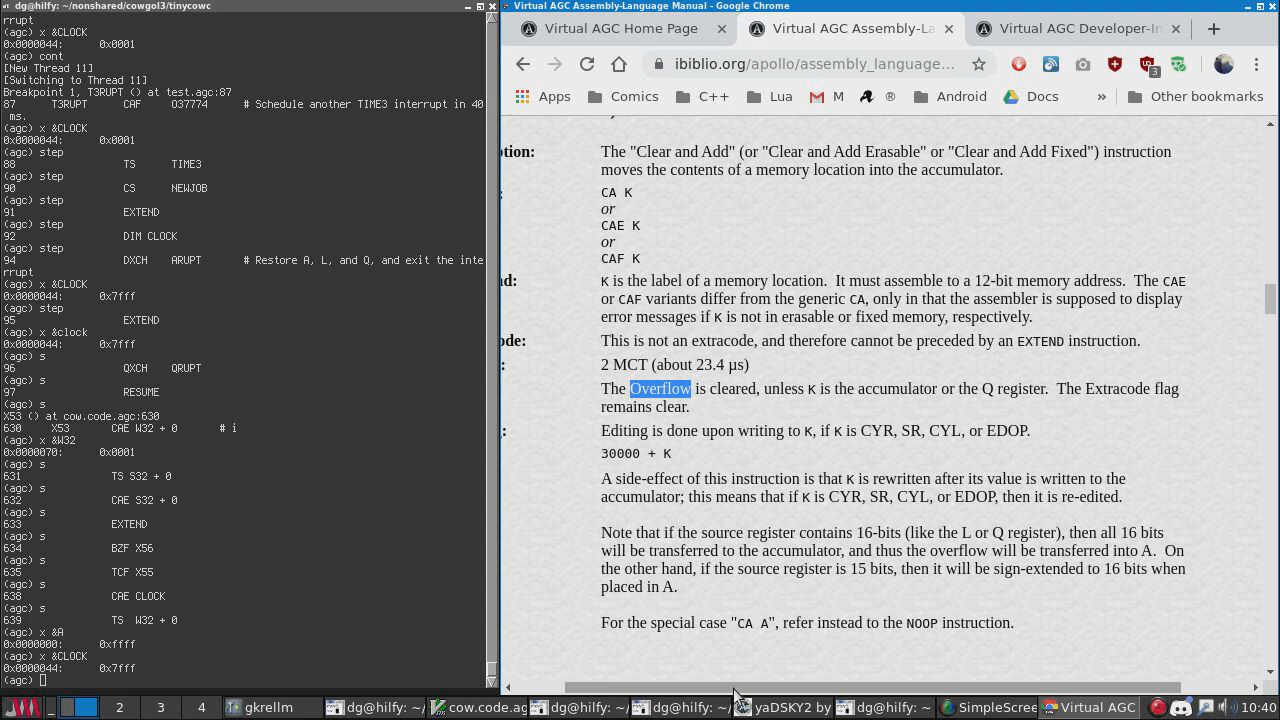 dg@hilfy: ~/nonshared/cowgol3/tinycowc
(agc) x &CLOCK
0x0000044: 0x0001
(agc) cont
[New Thread 11]
[Switching to Thread 11]
Breakpoint 1, T3RUPT () at test.agc:87
87 T3RUPT CAF O37774 # Schedule another TIME3 interrupt in 40
ms.
(agc) x &CLOCK
0x0000044: 0x0001
(agc) step
88 TS TIME3
(agc) step
90 CS NEWJOB
(agc) step
91 EXTEND
(agc) step
92 DIM CLOCK
(agc) step
94 DXCH ARUPT # Restore A, L, and Q, and exit the inte
rrupt
(agc) x &CLOCK
0x0000044: 0x7fff
(agc) step
95 EXTEND
(agc) x &clock
0x0000044: 0x7fff
(agc) s
96 QXCH QRUPT
(agc) s
97 RESUME
(agc) s
X53 () at cow.code.agc:630
630 X53 CAE W32 + 0 # i
(agc) x &W32
0x0000070: 0x0001
(agc) s
631 TS S32 + 0
(agc) s
632 CAE S32 + 0
(agc) s
633 EXTEND
(agc) s
634 BZF X56
(agc) s
635 TCF X55
(agc) s
638 CAE CLOCK
(agc) s
639 TS W32 + 0
(agc) x &A
0x0000000: 0xffff
(agc) x &CLOCK
0x0000044: 0x7fff
(agc)
Virtual AGC Assembly-Language Manual - Google Chrome
Virtual AGC Home Page
Virtual AGC Assembly-La
Virtual AGC Developer-In
ibiblio.org/apollo/assembly_language...
3
Apps Commute C++ Lua M ® Android Docs » Other bookmarks
ption: The "Clear and Add" (or "Clear and Add Erasable" or "Clear and Add Fixed") instruction
moves the contents of a memory location into the accumulator.
: CA K
or
CAE K
or
CAF K
nd: K is the label of a memory location. It must assemble to a 12-bit memory address. The CAE
or CAF variants differ from the generic CA, only in that the assembler is supposed to display
error messages if K is not in erasable or fixed memory, respectively.
ode: This is not an extracode, and therefore cannot be preceded by an EXTEND instruction.
: 2 MCT (about 23.4 µs)
The Overflow is cleared, unless K is the accumulator or the Q register. The Extracode flag
remains clear.
g: Editing is done upon writing to K, if K is CYR, SR, CYL, or EDOP.
30000 + K
A side-effect of this instruction is that K is rewritten after its value is written to the
accumulator; this means that if K is CYR, SR, CYL, or EDOP, then it is re-edited.
Note that if the source register contains 16-bits (like the L or Q register), then all 16 bits
will be transferred to the accumulator, and thus the overflow will be transferred into A. On
the other hand, if the source register is 15 bits, then it will be sign-extended to 16 bits when
placed in A.
For the special case "CA A", refer instead to the NOOP instruction.
2 3 4 gkrellm dg@hilfy: ~/ cow.code.ag dg@hilfy: ~/ dg@hilfy: ~/ yaDSKY2 by dg@hilfy: ~ SimpleScree Virtual AGC 10:40